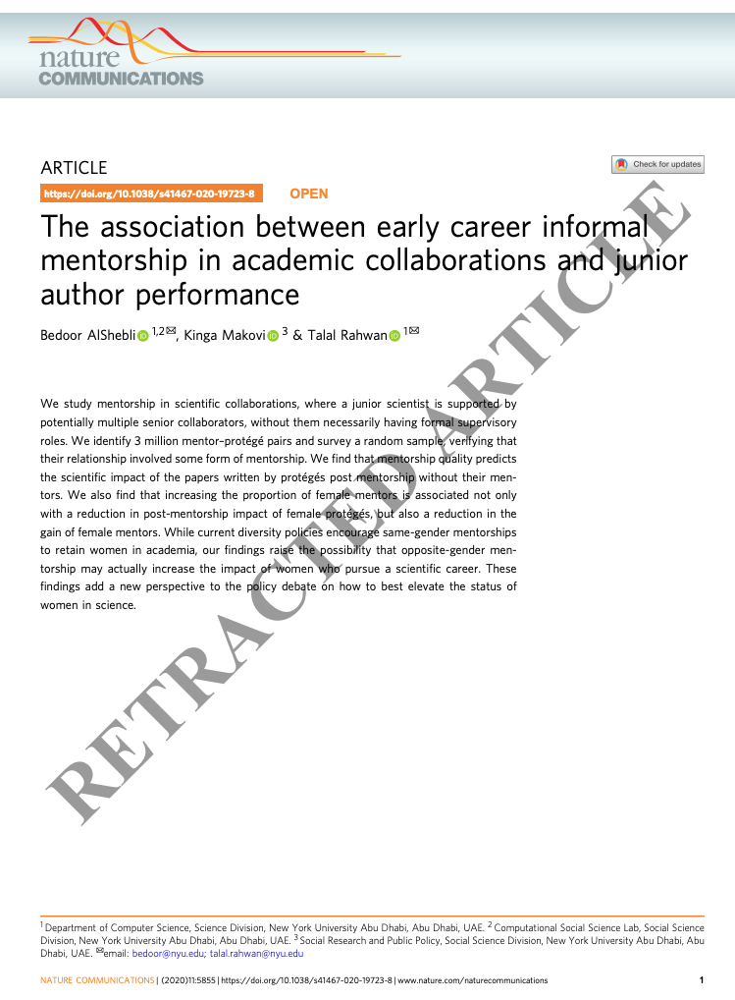 nature
COMMUNICATIONS
ARTICLE
Check for updates
https://doi.org/10.1038/s41467-020-19723-8
OPEN
The association between early career informal
mentorship in academic collaborations and junior
author performance
Bedoor AlShebli iD 1,2✉, Kinga Makovi iD 3 & Talal Rahwan iD 1✉
We study mentorship in scientific collaborations, where a junior scientist is supported by
potentially multiple senior collaborators, without them necessarily having formal supervisory
roles. We identify 3 million mentor–protégé pairs and survey a random sample, verifying that
their relationship involved some form of mentorship. We find that mentorship quality predicts
the scientific impact of the papers written by protégés post mentorship without their men-
tors. We also find that increasing the proportion of female mentors is associated not only
with a reduction in post-mentorship impact of female protégés, but also a reduction in the
gain of female mentors. While current diversity policies encourage same-gender mentorships
to retain women in academia, our findings raise the possibility that opposite-gender men-
torship may actually increase the impact of women who pursue a scientific career. These
findings add a new perspective to the policy debate on how to best elevate the status of
women in science.
RETRACTED ARTICLE
1 Department of Computer Science, Science Division, New York University Abu Dhabi, Abu Dhabi, UAE. 2 Computational Social Science Lab, Social Science
Division, New York University Abu Dhabi, Abu Dhabi, UAE. 3 Social Research and Public Policy, Social Science Division, New York University Abu Dhabi, Abu
Dhabi, UAE. ✉email: bedoor@nyu.edu; talal.rahwan@nyu.edu
NATURE COMMUNICATIONS | (2020) 11:5855 | https://doi.org/10.1038/s41467-020-19723-8 | www.nature.com/naturecommunications 1